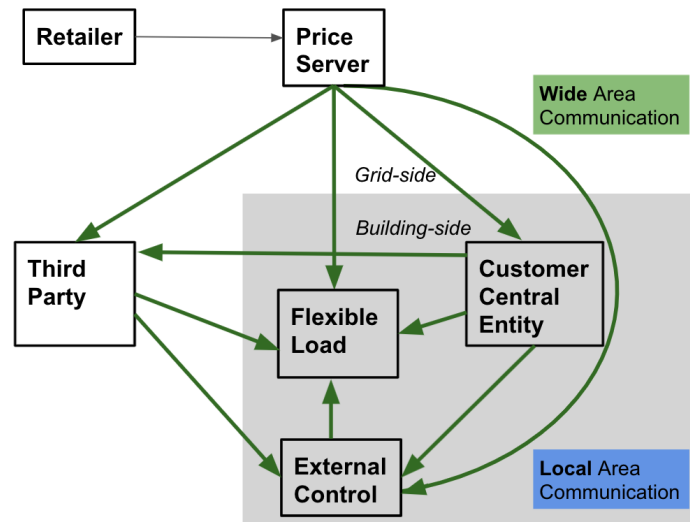 Retailer
Price
Server
Wide Area
Communication
Grid-side
Building-side
Third
Party
Customer
Central
Entity
Flexible
Load
External
Control
Local Area
Communication